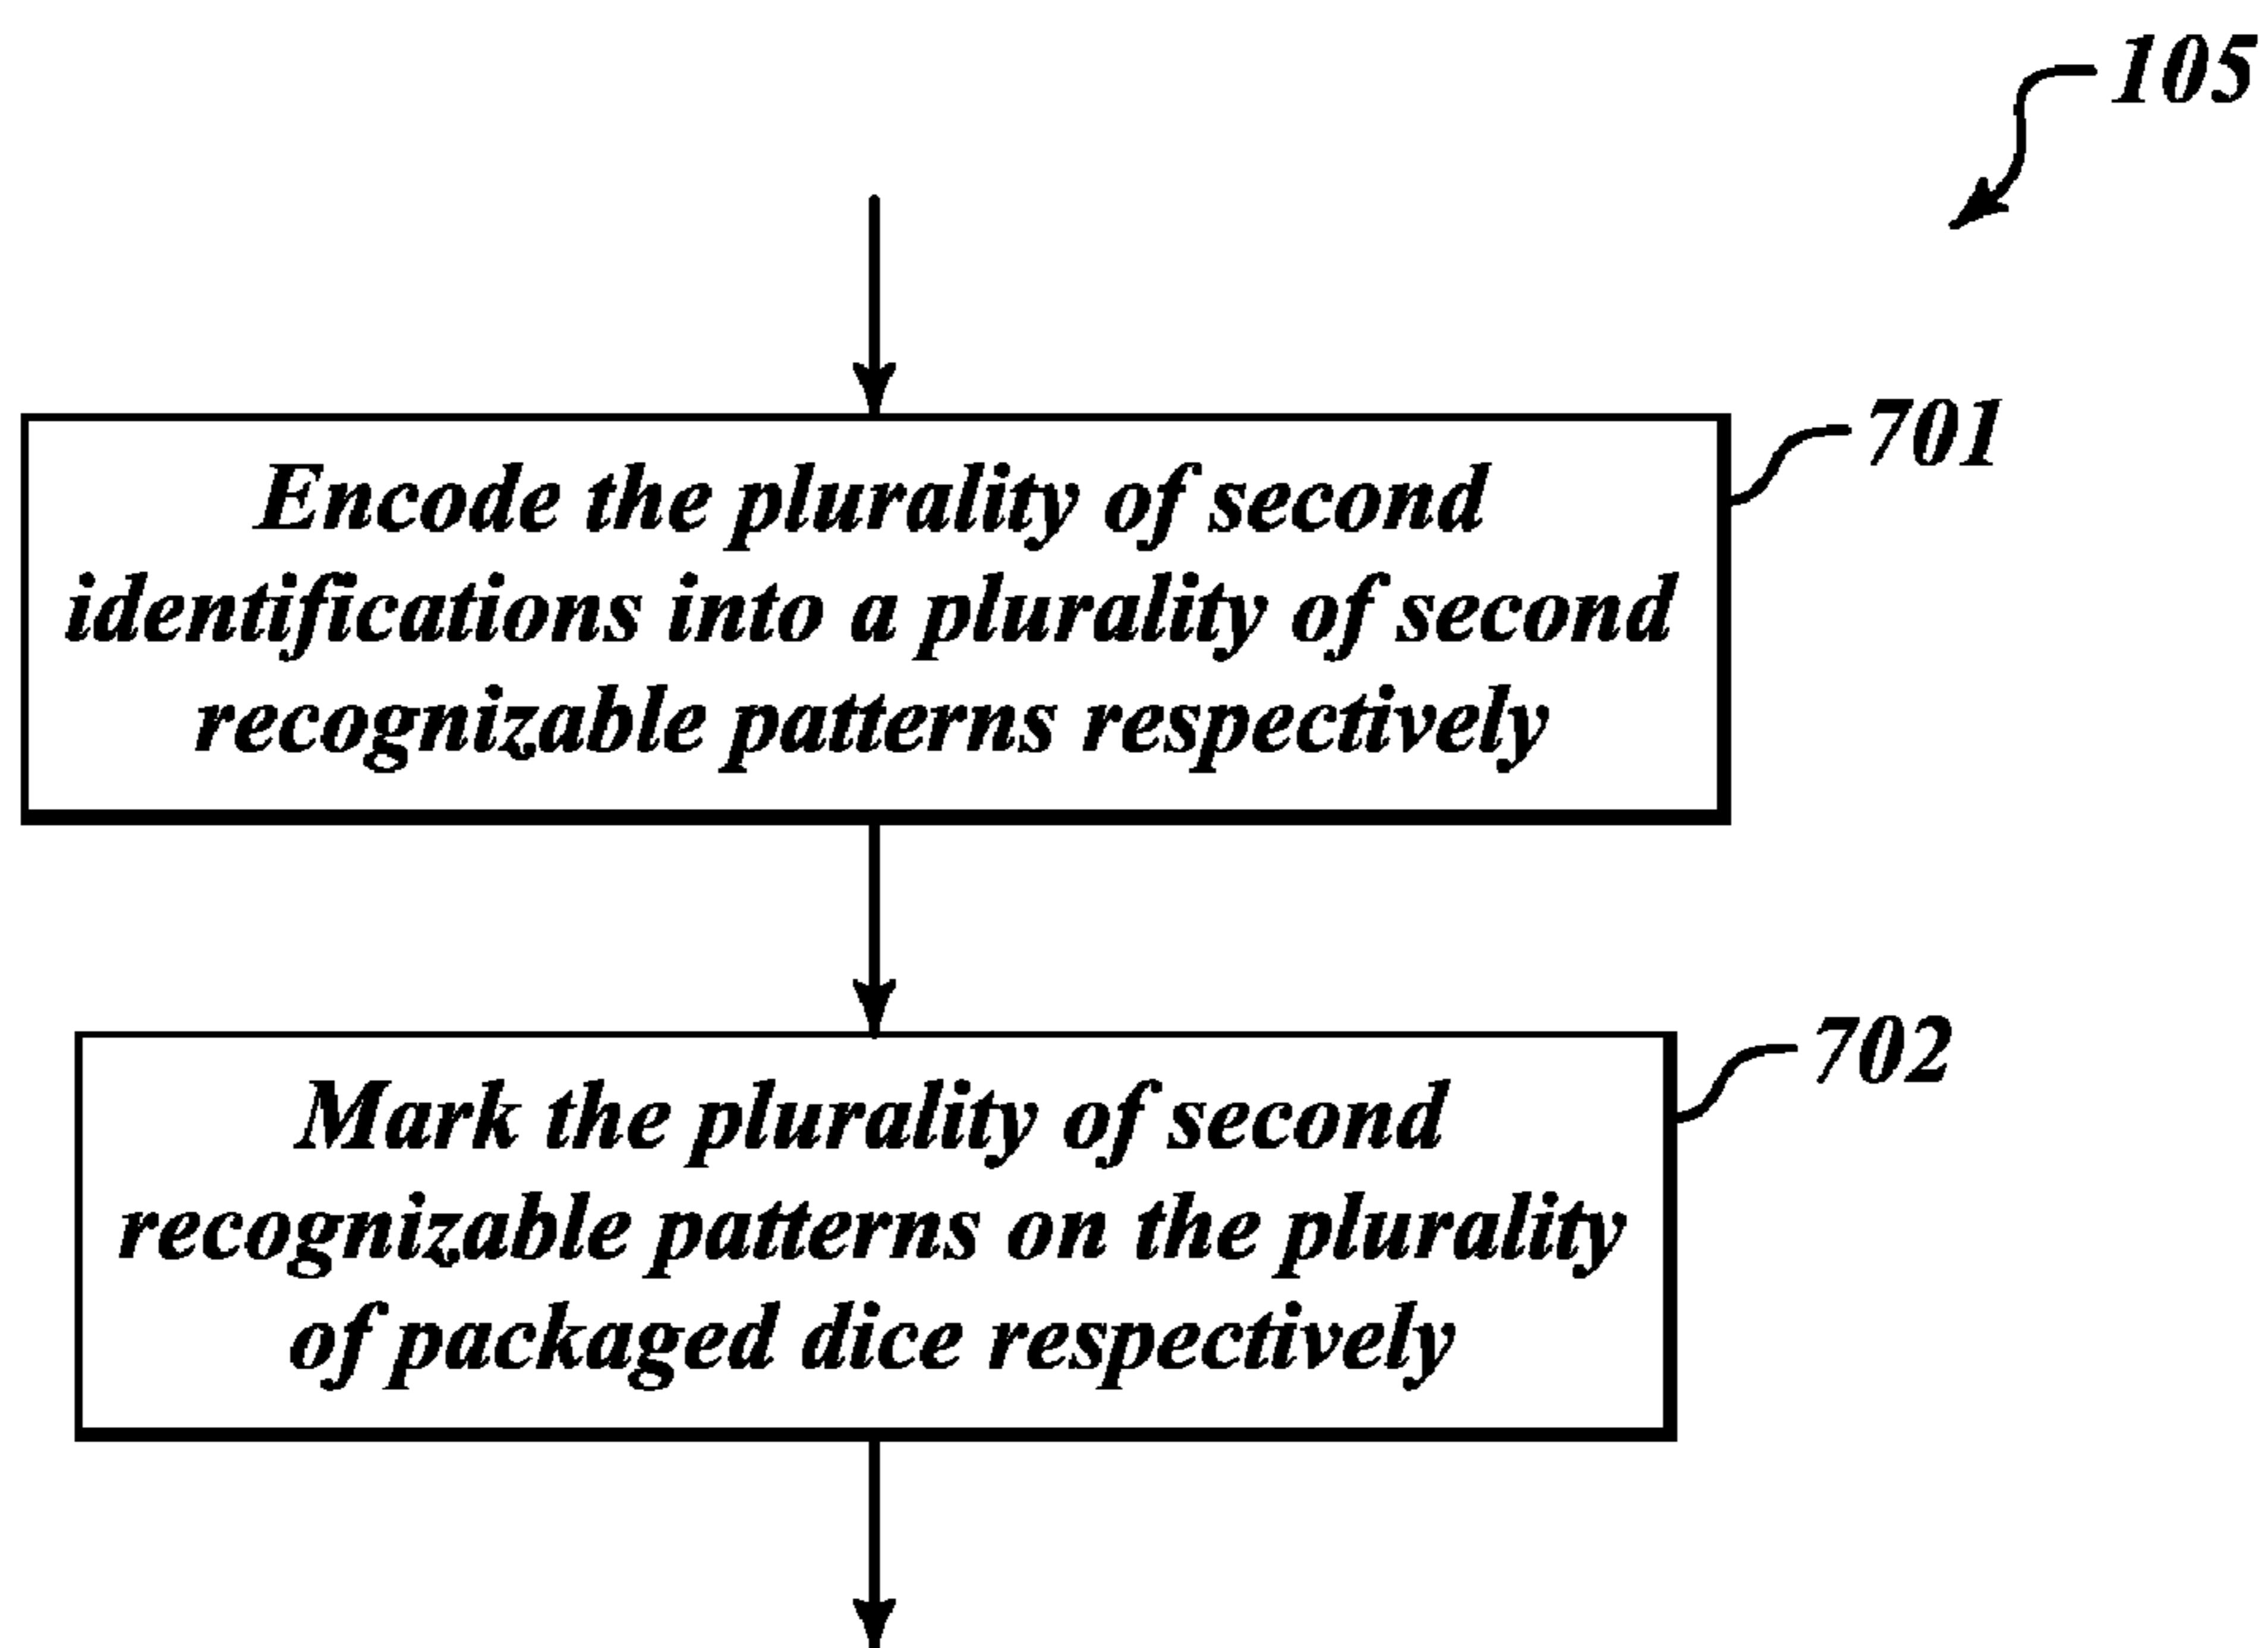 105
701
Encode the plurality of second
identifications into a plurality of second
recognizable patterns respectively
702
Mark the plurality of second
recognizable patterns on the plurality
of packaged dice respectively